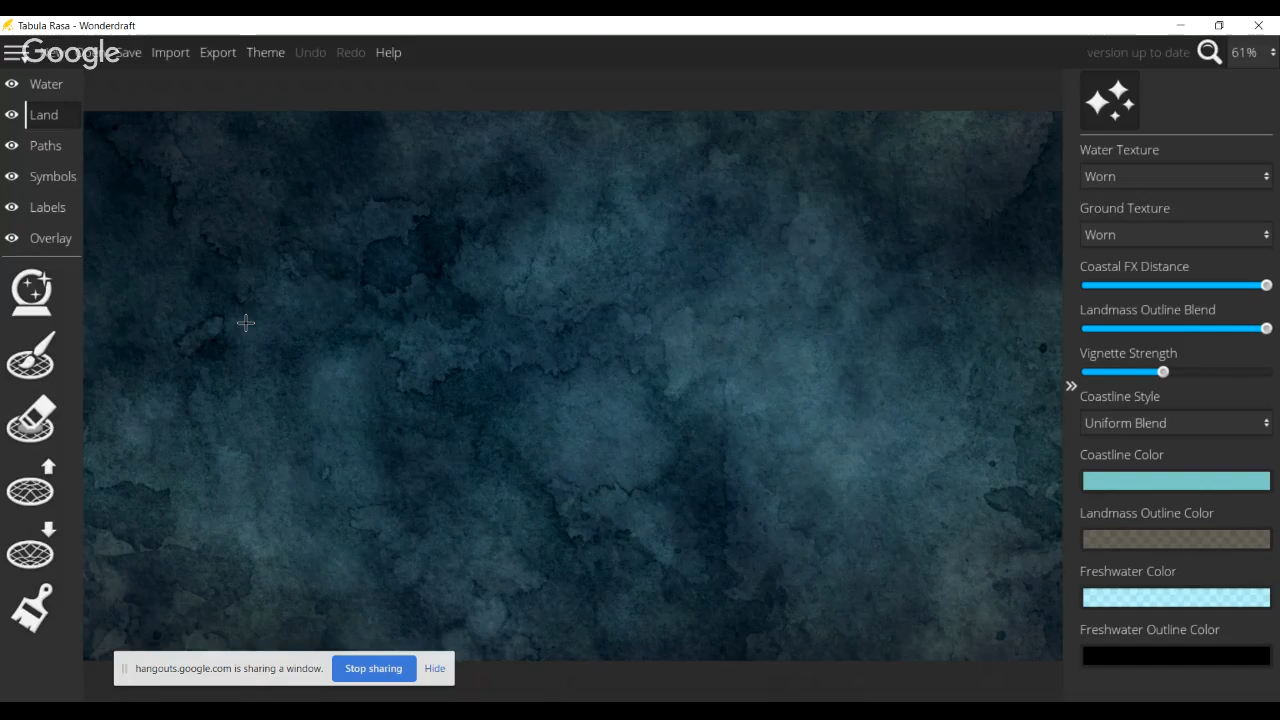 Tabula Rasa - Wonderdraft
Google
Save Import Export Theme Undo Redo Help version up to date 61%
Water
Land
Paths
Symbols
Labels
Overlay
Water Texture
Worn
Ground Texture
Worn
Coastal FX Distance
Landmass Outline Blend
Vignette Strength
Coastline Style
Uniform Blend
Coastline Color
Landmass Outline Color
Freshwater Color
Freshwater Outline Color
hangouts.google.com is sharing a window. Stop sharing Hide